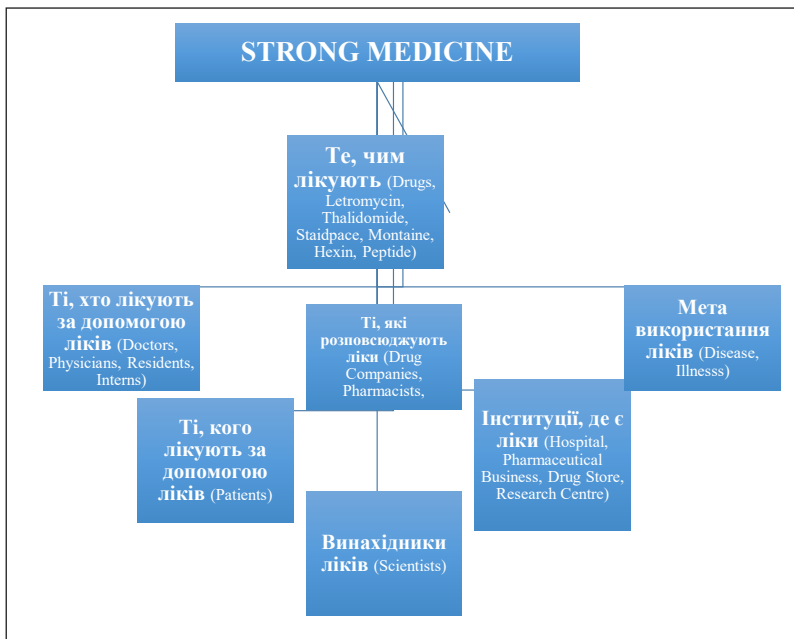 STRONG MEDICINE
Те, чим
лікують (Drugs,
Letromycin,
Thalidomide,
Staidpace, Montaine,
Hexin, Peptide)
Ті, хто лікують
за допомогою
ліків (Doctors,
Physicians, Residents,
Interns)
Ті, які
розповсюджують
ліки (Drug
Companies,
Pharmacists,
Мета
використання
ліків (Disease,
Illnesss)
Ті, кого
лікують за
допомогою
ліків (Patients)
Інституції, де є
ліки (Hospital,
Pharmaceutical
Business, Drug Store,
Research Centre)
Винахідники
ліків (Scientists)